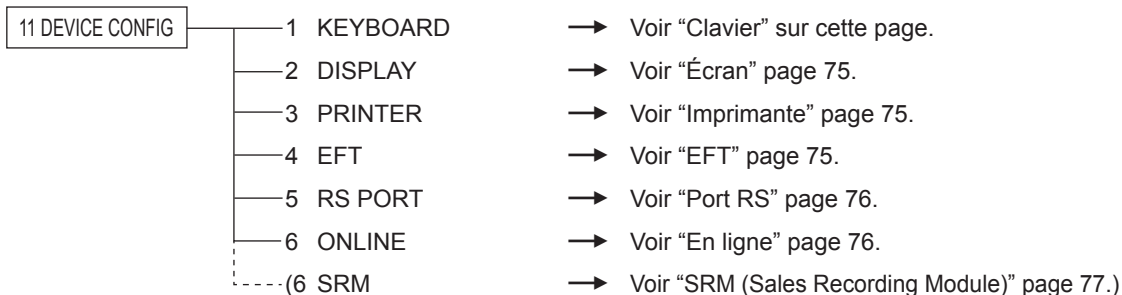 11 DEVICE CONFIG 1 KEYBOARD → Voir “Clavier” sur cette page.
2 DISPLAY → Voir “Écran” page 75.
3 PRINTER → Voir “Imprimante” page 75.
4 EFT → Voir “EFT” page 75.
5 RS PORT → Voir “Port RS” page 76.
6 ONLINE → Voir “En ligne” page 76.
(6 SRM → Voir “SRM (Sales Recording Module)” page 77.)